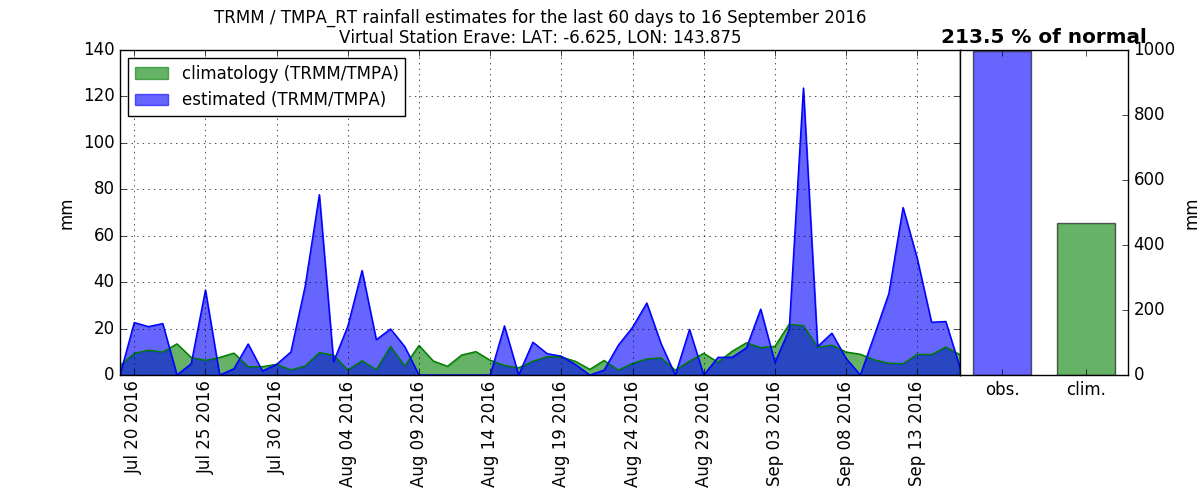 TRMM / TMPA_RT rainfall estimates for the last 60 days to 16 September 2016
Virtual Station Erave: LAT: -6.625, LON: 143.875
213.5 % of normal
climatology (TRMM/TMPA)
estimated (TRMM/TMPA)
140
120
100
80
60
40
20
0
mm
Jul 20 2016
Jul 25 2016
Jul 30 2016
Aug 04 2016
Aug 09 2016
Aug 14 2016
Aug 19 2016
Aug 24 2016
Aug 29 2016
Sep 03 2016
Sep 08 2016
Sep 13 2016
obs.
clim.
1000
800
600
400
200
0
mm